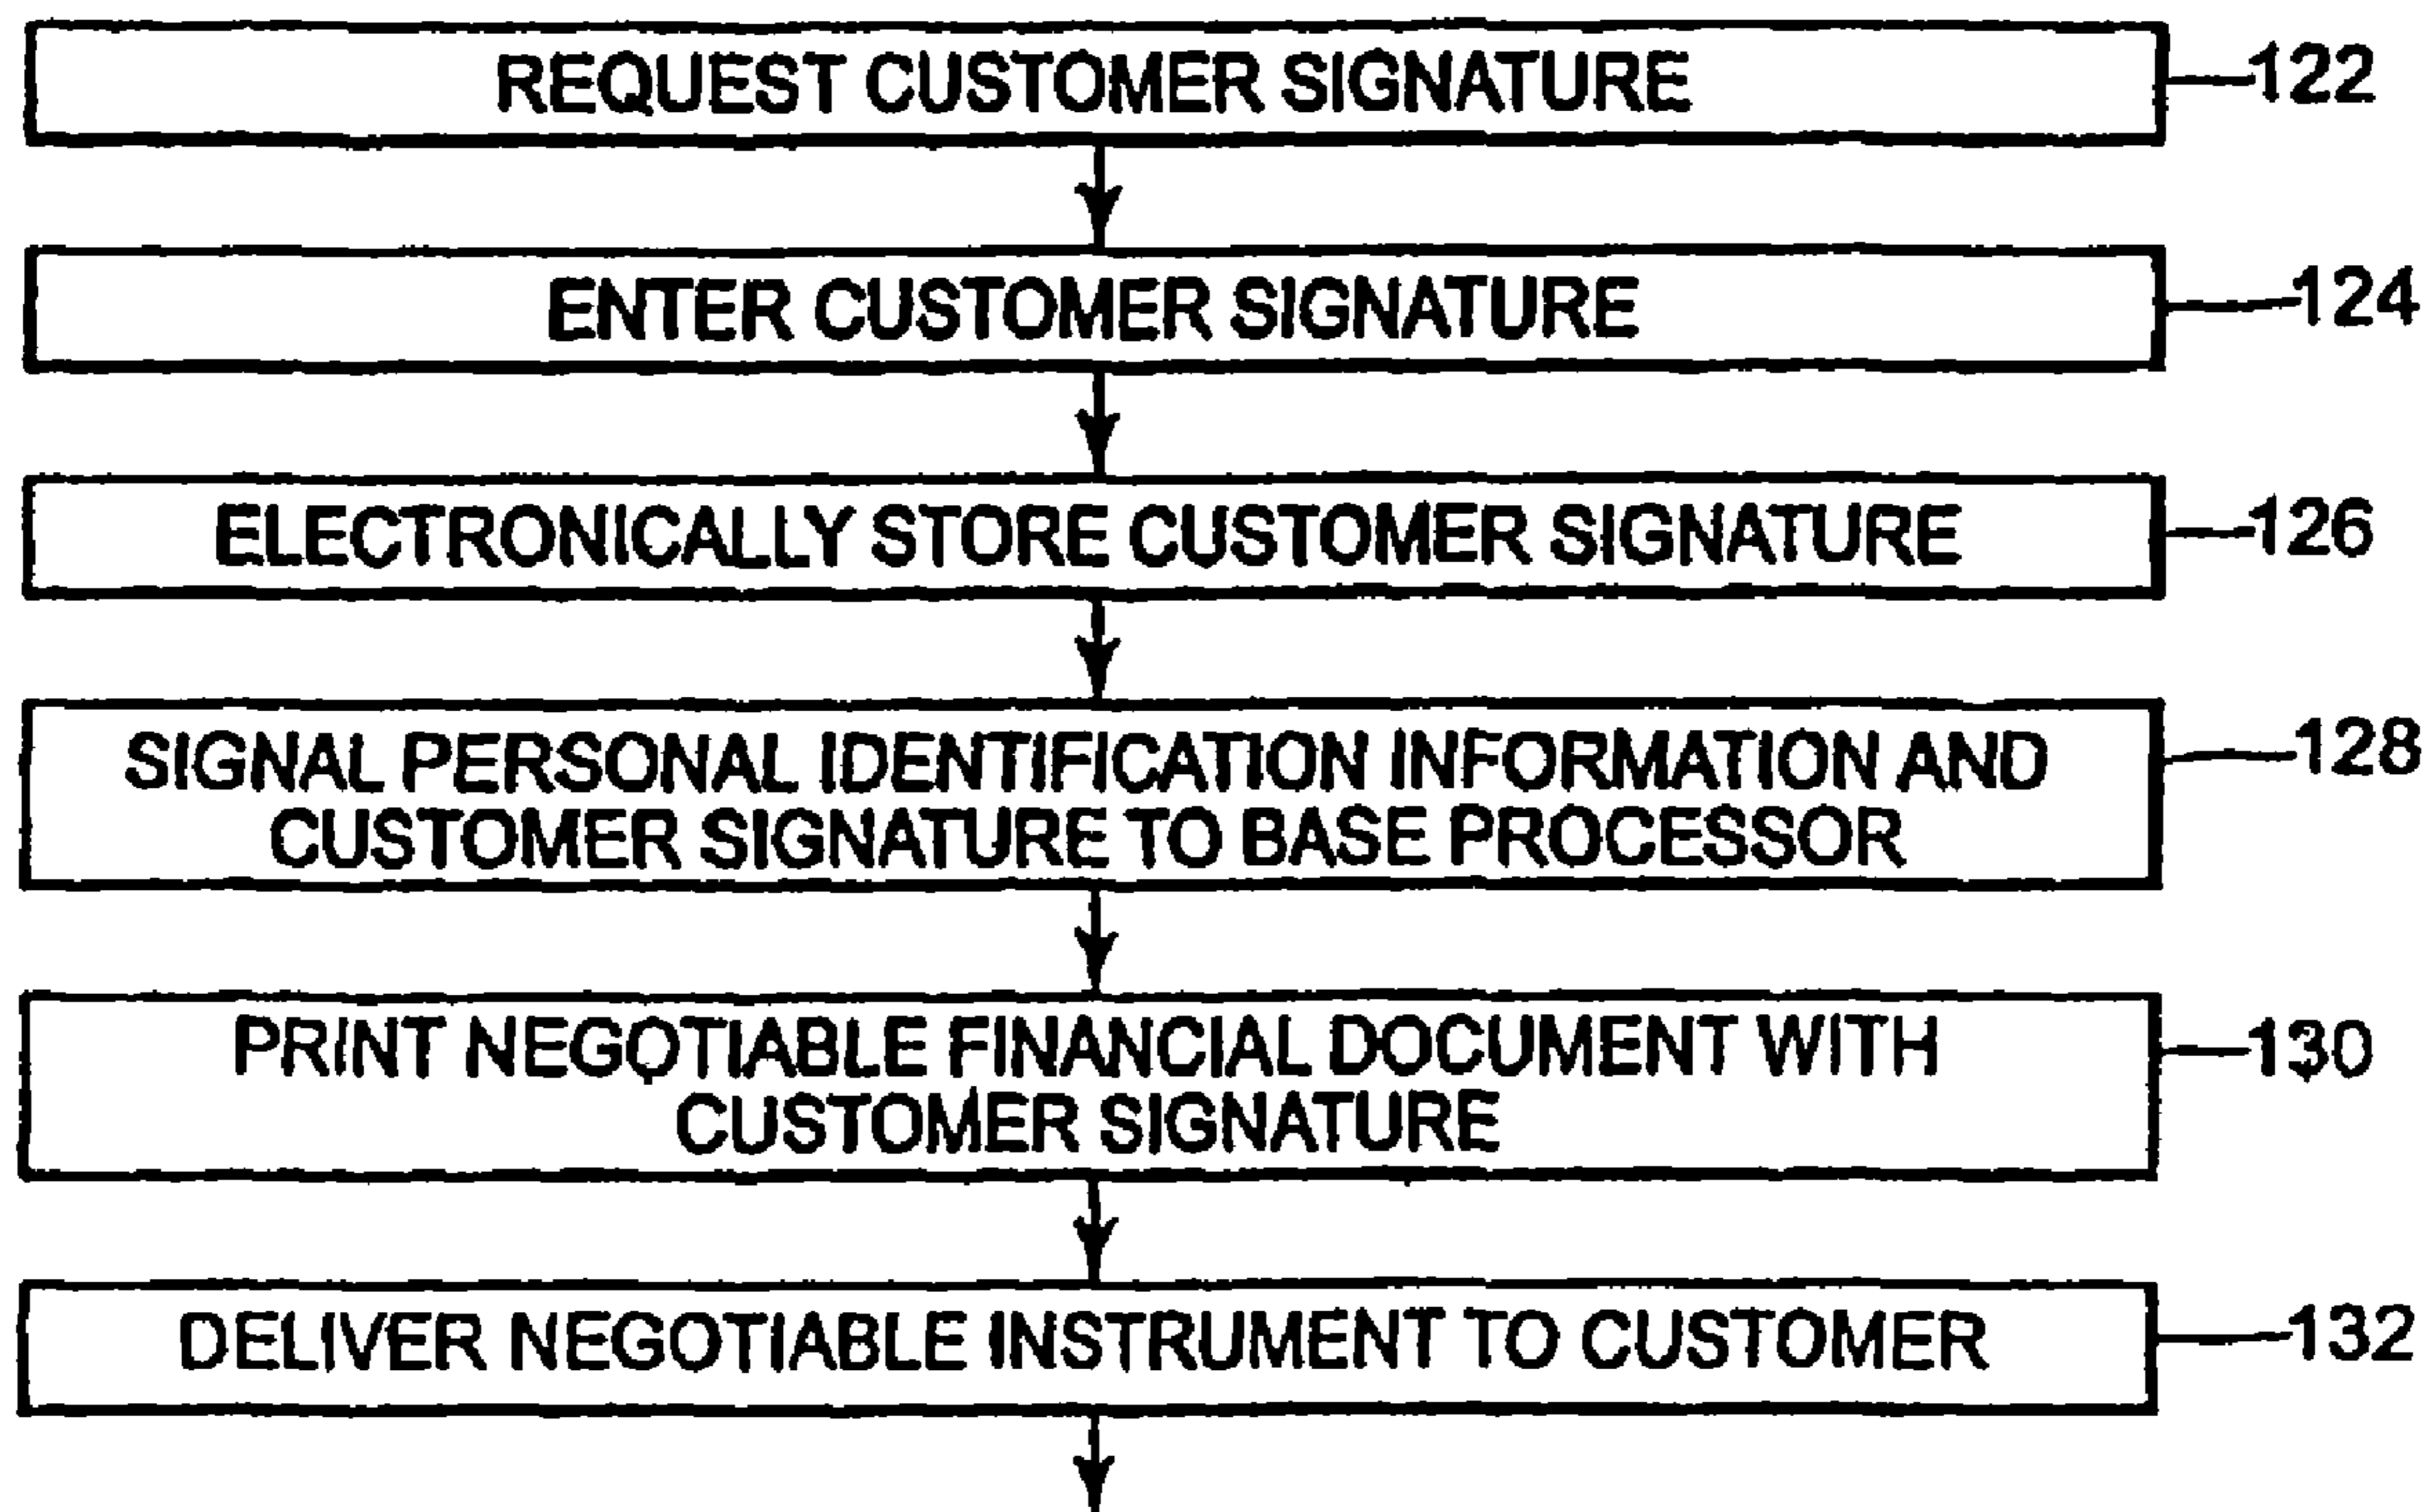 REQUEST CUSTOMER SIGNATURE 122
ENTER CUSTOMER SIGNATURE 124
ELECTRONICALLY STORE CUSTOMER SIGNATURE 126
SIGNAL PERSONAL IDENTIFICATION INFORMATION AND 128
CUSTOMER SIGNATURE TO BASE PROCESSOR
PRINT NEGOTIABLE FINANCIAL DOCUMENT WITH 130
CUSTOMER SIGNATURE
DELIVER NEGOTIABLE INSTRUMENT TO CUSTOMER 132